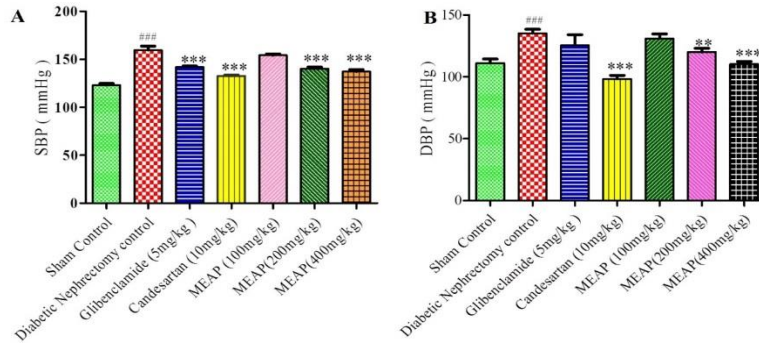 A
SBP ( mmHg)
200
150
100
50
0
###
***
***
***
***
Sham Control
Diabetic Nephrectomy control
Glibenclamide (5mg/kg )
Candesartan (10mg/kg)
MEAP (100mg/kg)
MEAP(200mg/kg)
MEAP(400mg/kg)
B
DBP ( mmHg)
150
100
50
0
###
***
**
***
Sham Control
Diabetic Nephrectomy control
Glibenclamide (5mg/kg )
Candesartan (10mg/kg)
MEAP (100mg/kg)
MEAP(200mg/kg)
MEAP(400mg/kg)